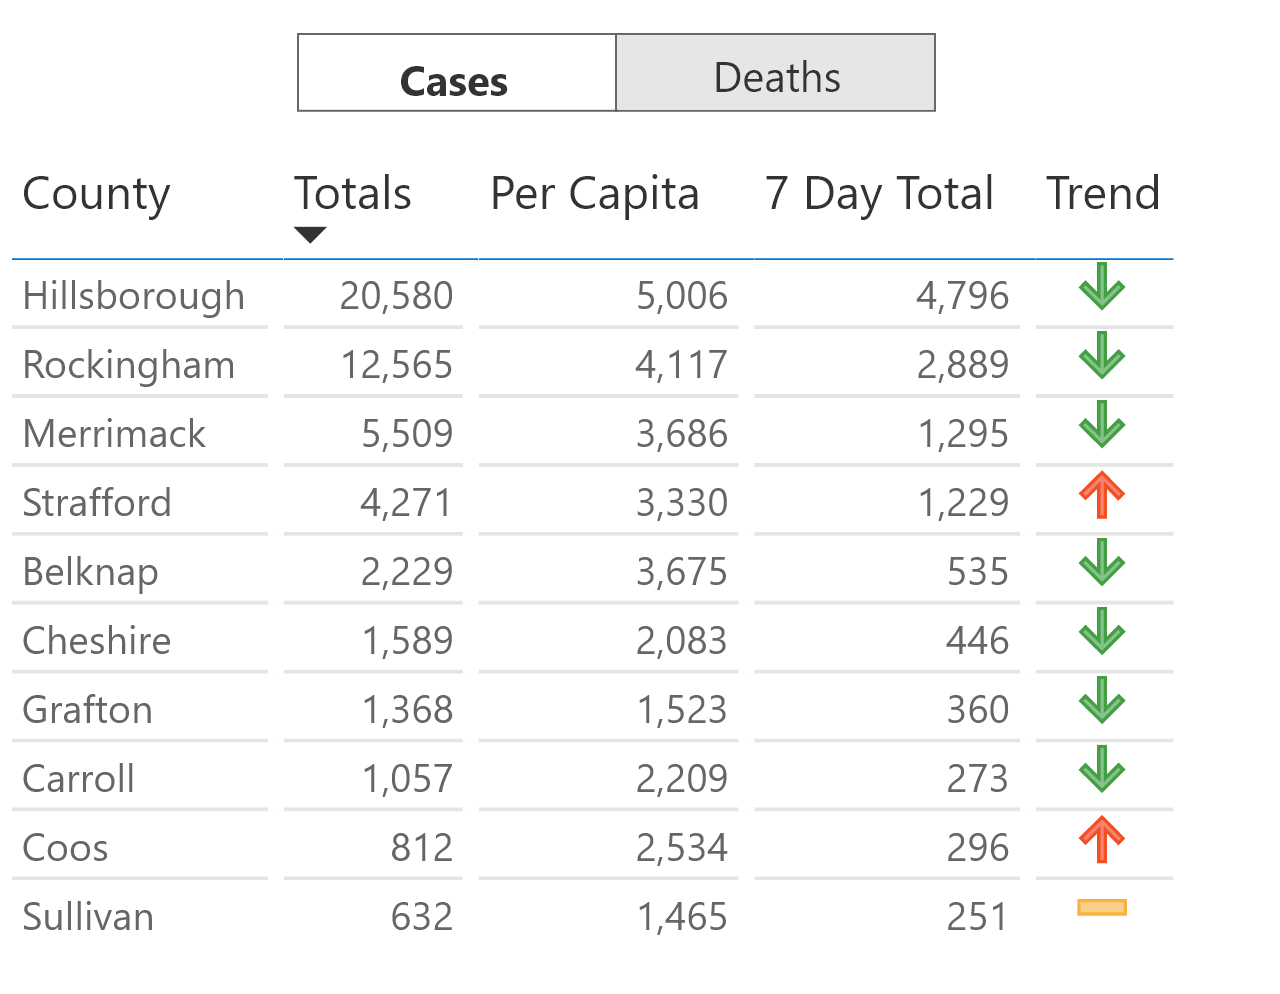 Cases Deaths
County Totals Per Capita 7 Day Total Trend
Hillsborough 20,580 5,006 4,796
Rockingham 12,565 4,117 2,889
Merrimack 5,509 3,686 1,295
Strafford 4,271 3,330 1,229
Belknap 2,229 3,675 535
Cheshire 1,589 2,083 446
Grafton 1,368 1,523 360
Carroll 1,057 2,209 273
Coos 812 2,534 296
Sullivan 632 1,465 251